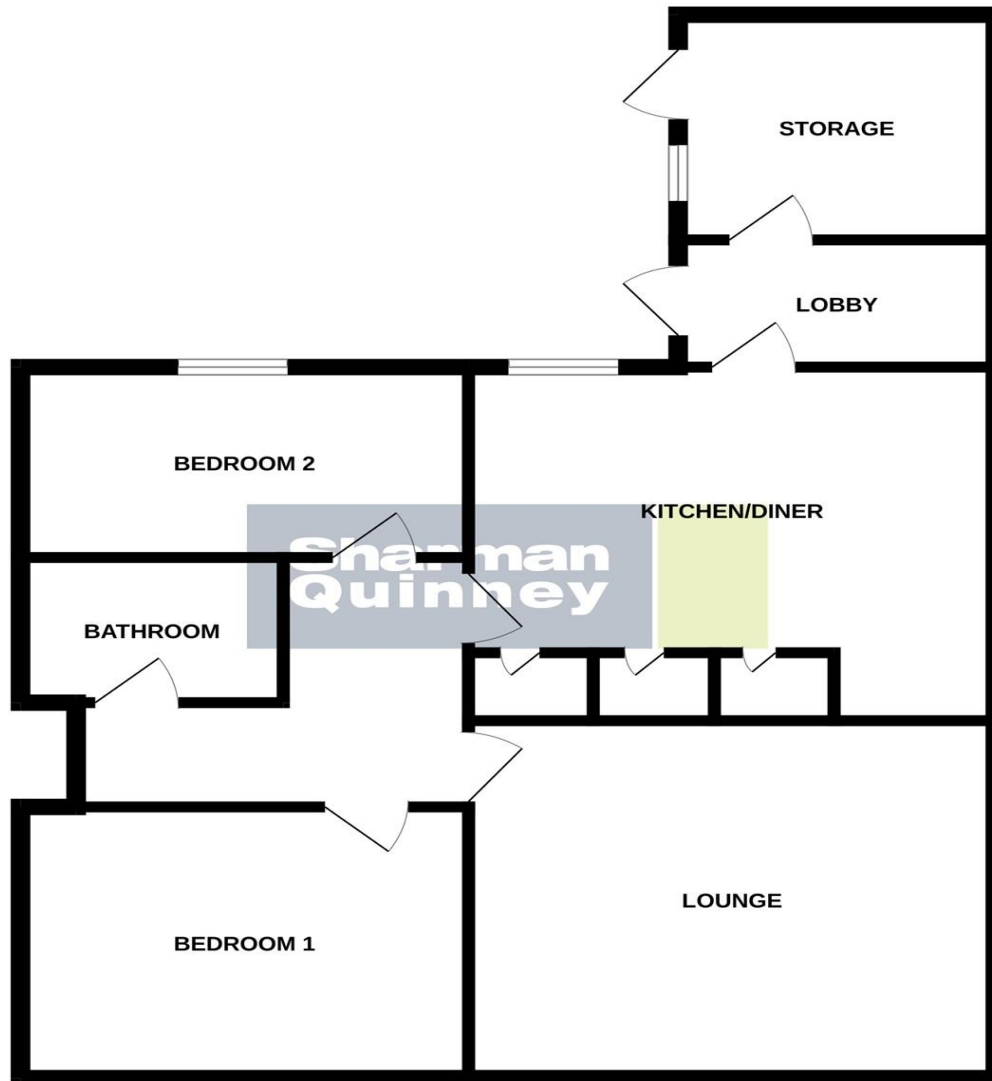 STORAGE
LOBBY
BEDROOM 2
KITCHEN/DINER
Sharman
Quinney
BATHROOM
LOUNGE
BEDROOM 1